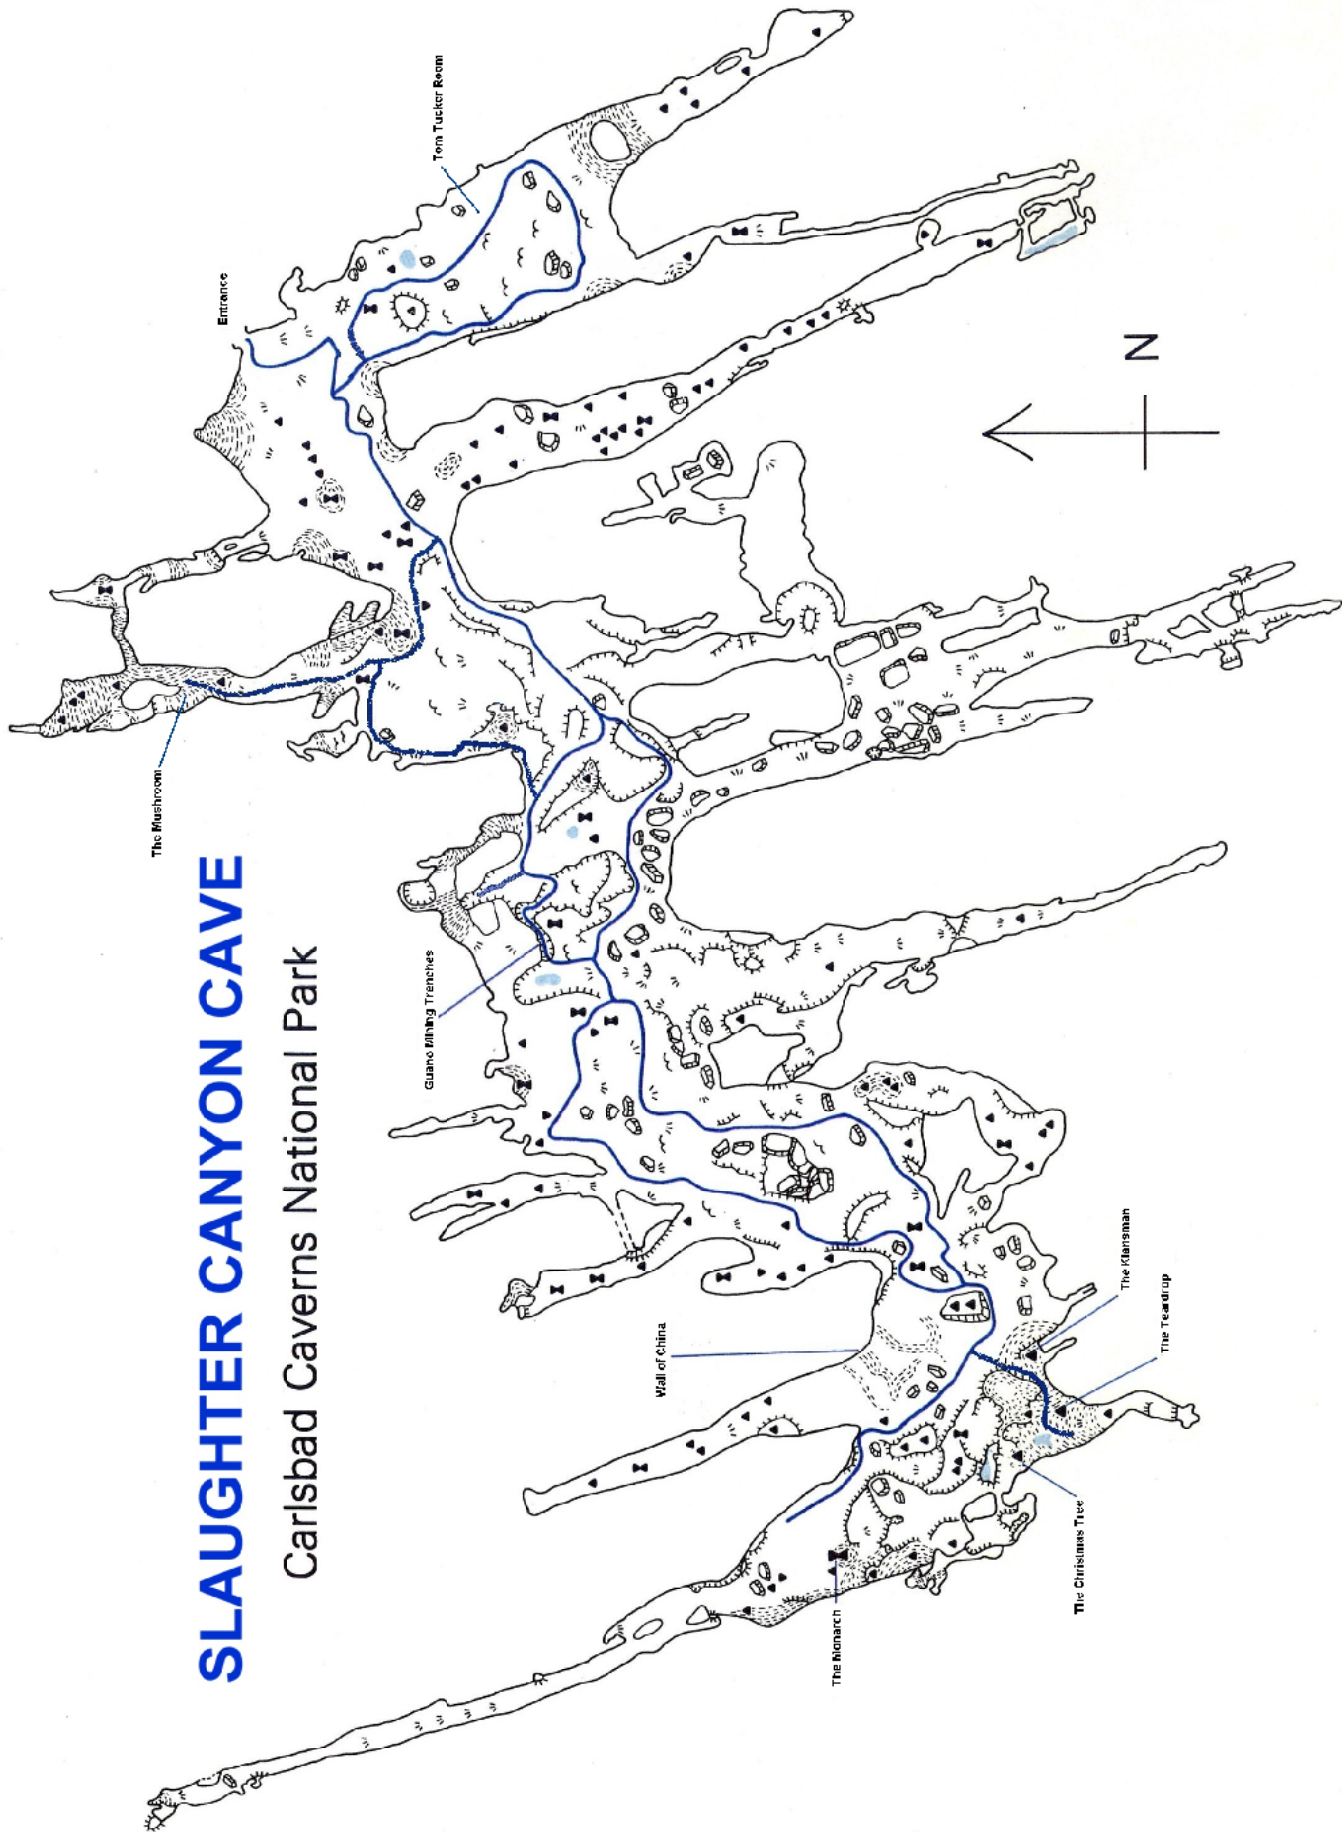 SLAUGHTER CANYON CAVE
Carlsbad Caverns National Park
Entrance
Tom Tucker Room
The Mushroom
Guano Mining Trenches
Wall of China
The Klansman
The Teardrop
The Christmas Tree
The Monarch
N